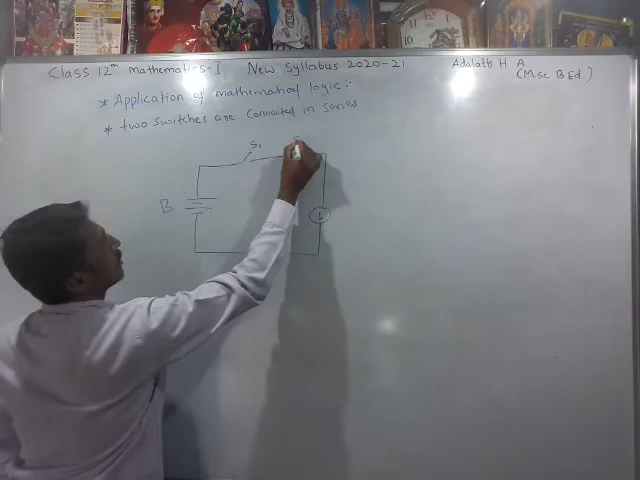 Class 12th mathematics-I New Syllabus 2020-21 Adalath H A
(M.Sc B Ed.)
* Application of mathematical logic:-
* two switches are connected in series
S1
B
L